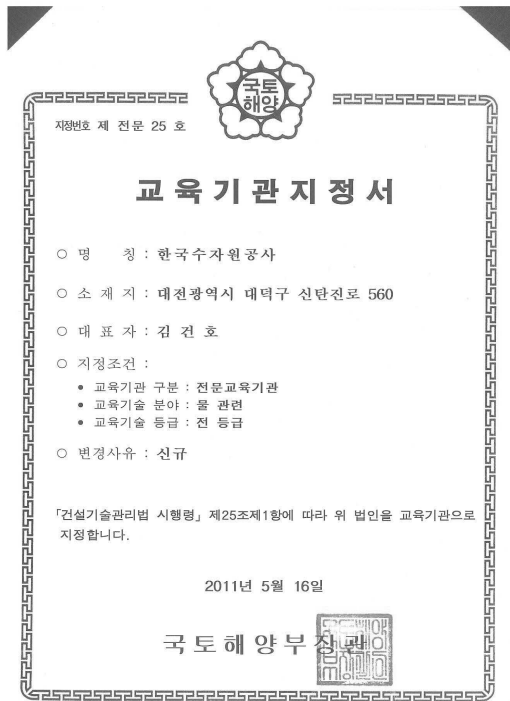 국토
해양
지정번호 제 전문 25 호
교육기관지정서
○ 명 칭 : 한국수자원공사
○ 소 재 지 : 대전광역시 대덕구 신탄진로 560
○ 대 표 자 : 김 건 호
○ 지정조건 :
• 교육기관 구분 : 전문교육기관
• 교육기술 분야 : 물 관련
• 교육기술 등급 : 전 등급
○ 변경사유 : 신규
「건설기술관리법 시행령」 제25조제1항에 따라 위 법인을 교육기관으로
지정합니다.
2011년 5월 16일
국토해양부장관